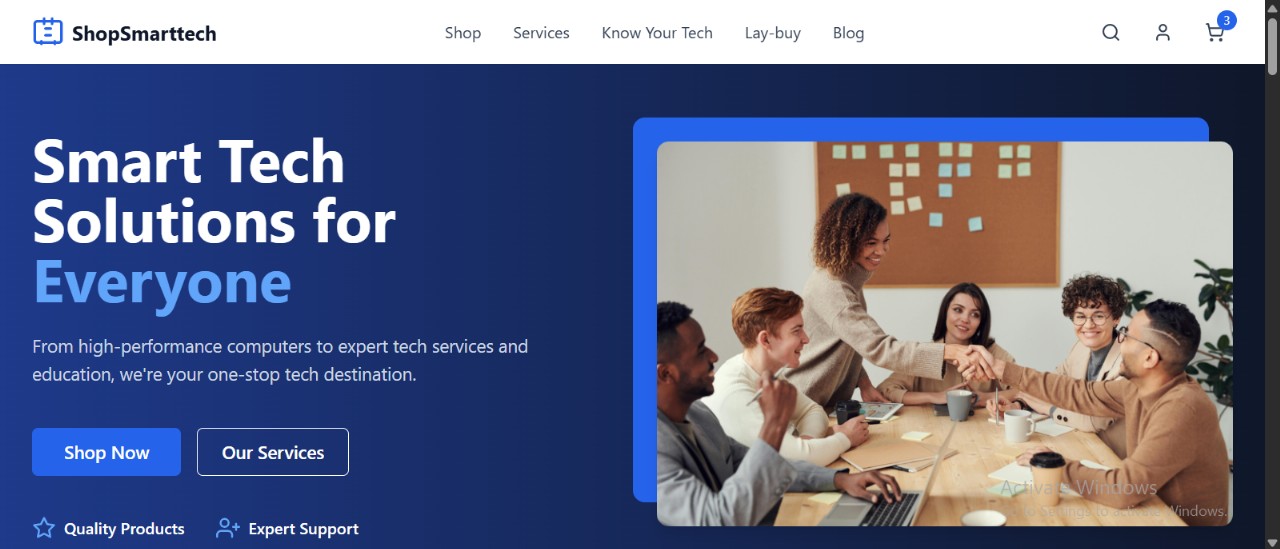 ShopSmarttech
Shop
Services
Know Your Tech
Lay-buy
Blog
3
Smart Tech
Solutions for
Everyone
From high-performance computers to expert tech services and
education, we're your one-stop tech destination.
Shop Now
Our Services
Quality Products
Expert Support
Activate Windows
Go to Settings to activate Windows.